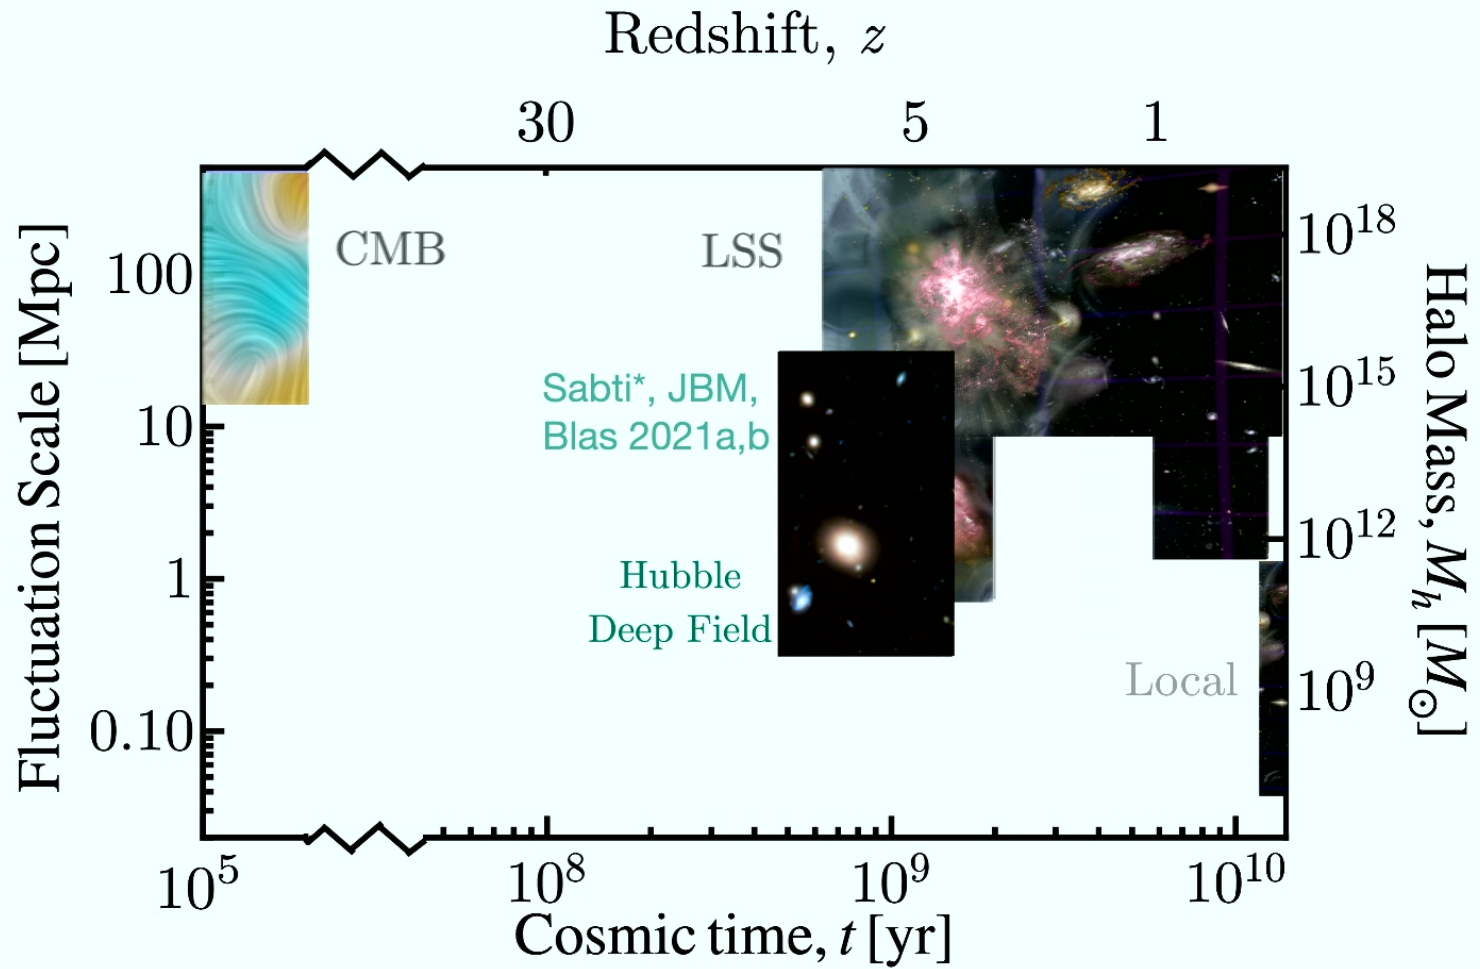 Redshift, z
30 5 1
CMB
LSS
Sabti*, JBM,
Blas 2021a,b
Hubble
Deep Field
Local
Fluctuation Scale [Mpc]
100
10
1
0.10
10^18
10^15
10^12
10^9
Halo Mass, M_h [M_⊙]
10^5 10^8 10^9 10^10
Cosmic time, t [yr]